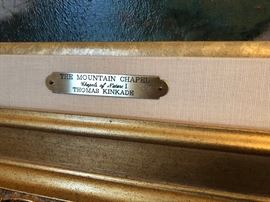 THE MOUNTAIN CHAPEL
Chapels of Nature I
THOMAS KINKADE